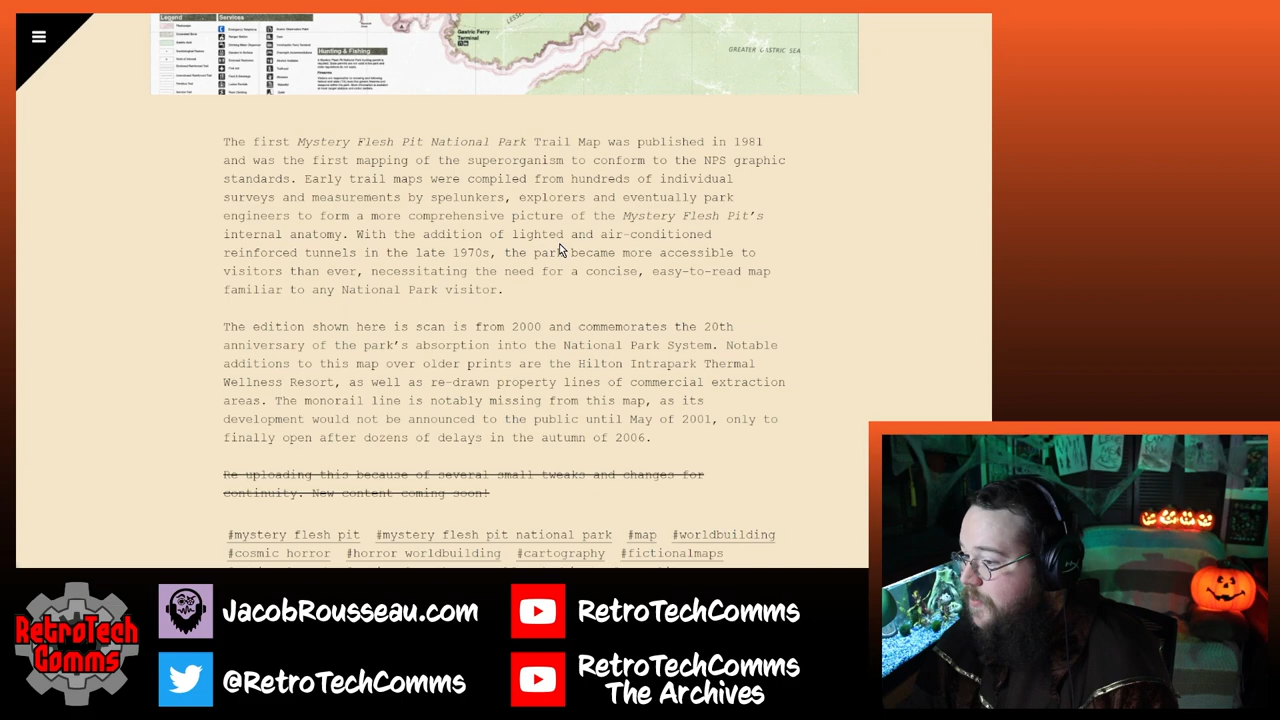 Legend
Services
Emergency Telephone
Ranger Station
Gastric Ferry
Terminal
GREATER GASTRIC SEA
Hunting & Fishing
The first Mystery Flesh Pit National Park Trail Map was published in 1981
and was the first mapping of the superorganism to conform to the NPS graphic
standards. Early trail maps were compiled from hundreds of individual
surveys and measurements by spelunkers, explorers and eventually park
engineers to form a more comprehensive picture of the Mystery Flesh Pit's
internal anatomy. With the addition of lighted and air-conditioned
reinforced tunnels in the late 1970s, the park became more accessible to
visitors than ever, necessitating the need for a concise, easy-to-read map
familiar to any National Park visitor.
The edition shown here is scan is from 2000 and commemorates the 20th
anniversary of the park's absorption into the National Park System. Notable
additions to this map over older prints are the Hilton Intrapark Thermal
Wellness Resort, as well as re-drawn property lines of commercial extraction
areas. The monorail line is notably missing from this map, as its
development would not be announced to the public until May of 2001, only to
finally open after dozens of delays in the autumn of 2006.
Re uploading this because of several small tweaks and changes for
continuity. New content coming soon!
#mystery flesh pit #mystery flesh pit national park #map #worldbuilding
#cosmic horror #horror worldbuilding #cartography #fictionalmaps
RetroTech
Comms
JacobRousseau.com
@RetroTechComms
RetroTechComms
RetroTechComms
The Archives